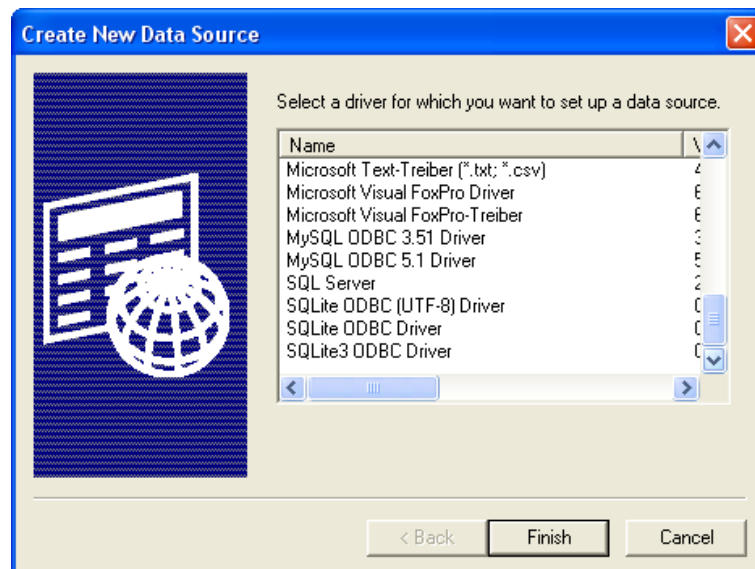 Create New Data Source
Select a driver for which you want to set up a data source.
Name
Microsoft Text-Treiber (*.txt; *.csv)
Microsoft Visual FoxPro Driver
Microsoft Visual FoxPro-Treiber
MySQL ODBC 3.51 Driver
MySQL ODBC 5.1 Driver
SQL Server
SQLite ODBC (UTF-8) Driver
SQLite ODBC Driver
SQLite3 ODBC Driver
< Back Finish Cancel